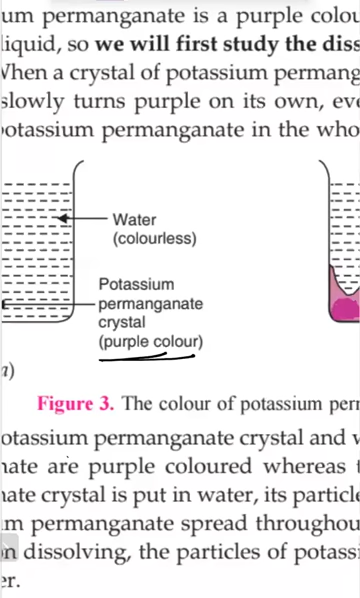 um permanganate is a purple colou
liquid, so we will first study the diss
When a crystal of potassium permang
slowly turns purple on its own, eve
potassium permanganate in the who
Water
(colourless)
Potassium
permanganate
crystal
(purple colour)
a)
Figure 3. The colour of potassium perr
otassium permanganate crystal and w
nate are purple coloured whereas t
nate crystal is put in water, its particle
um permanganate spread throughou
n dissolving, the particles of potassi
er.